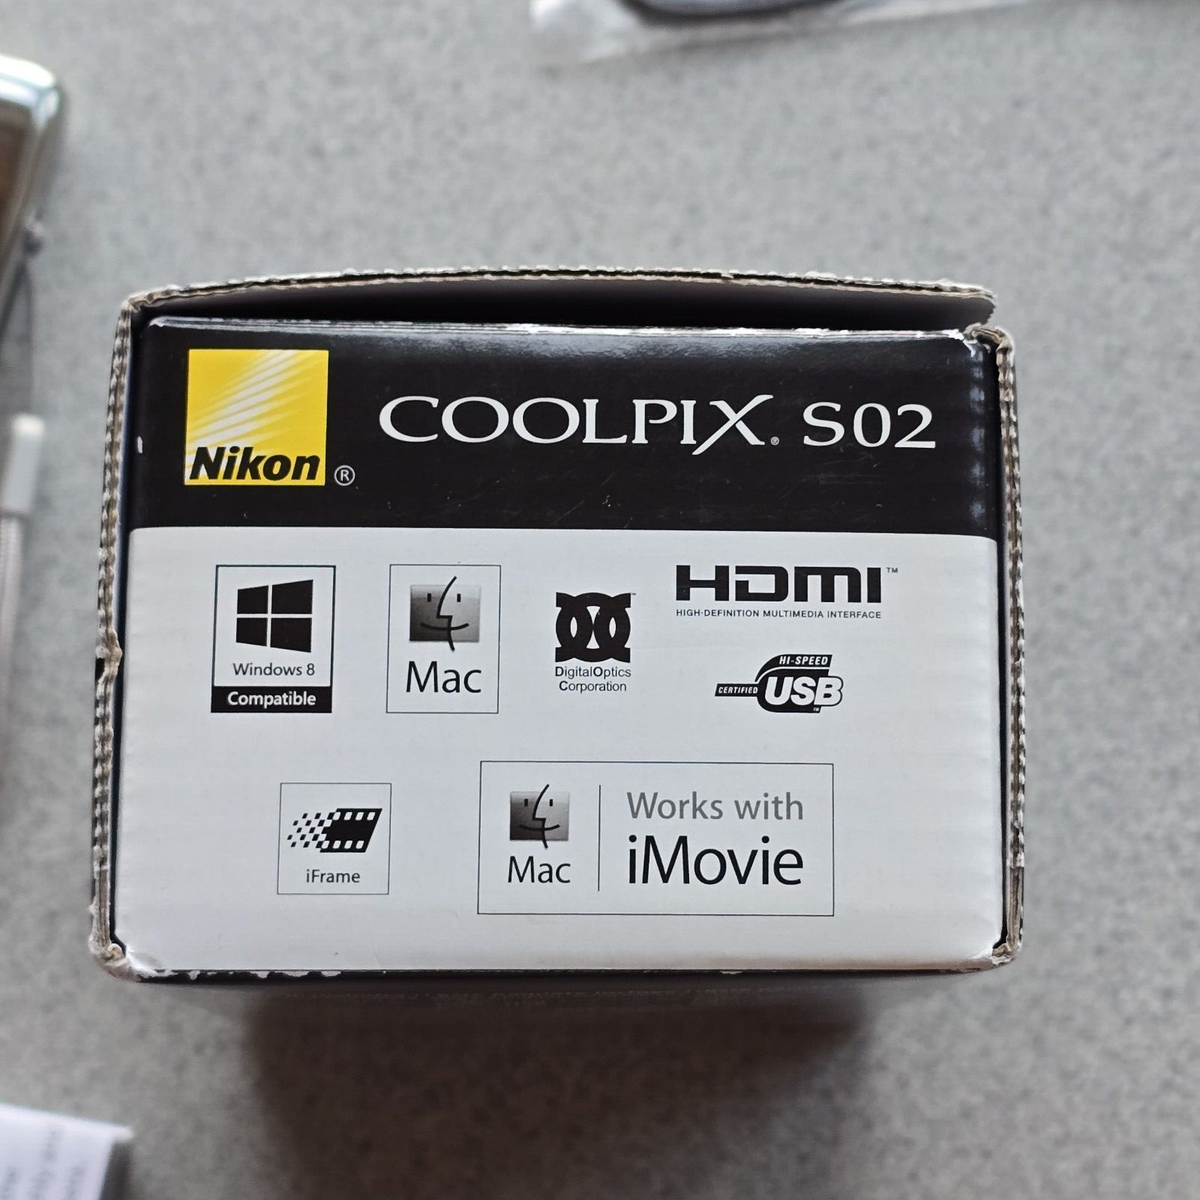 Nikon ®
COOLPIX® S02
Windows 8
Compatible
Mac
DigitalOptics
Corporation
HDMI™
HIGH-DEFINITION MULTIMEDIA INTERFACE
HI-SPEED
CERTIFIED USB
iFrame
Mac
Works with
iMovie